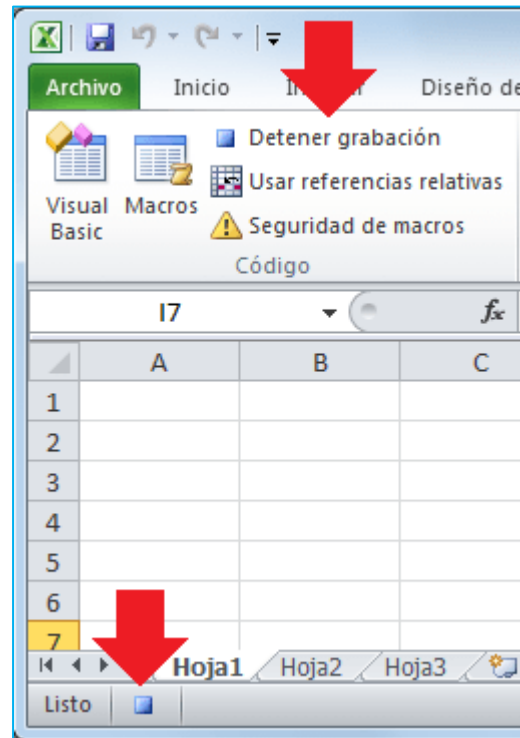 Archivo Inicio Diseño de
Detener grabación
Usar referencias relativas
Visual Basic Macros
Seguridad de macros
Código
I7 fx
A B C
1
2
3
4
5
6
7
Hoja1 Hoja2 Hoja3
Listo